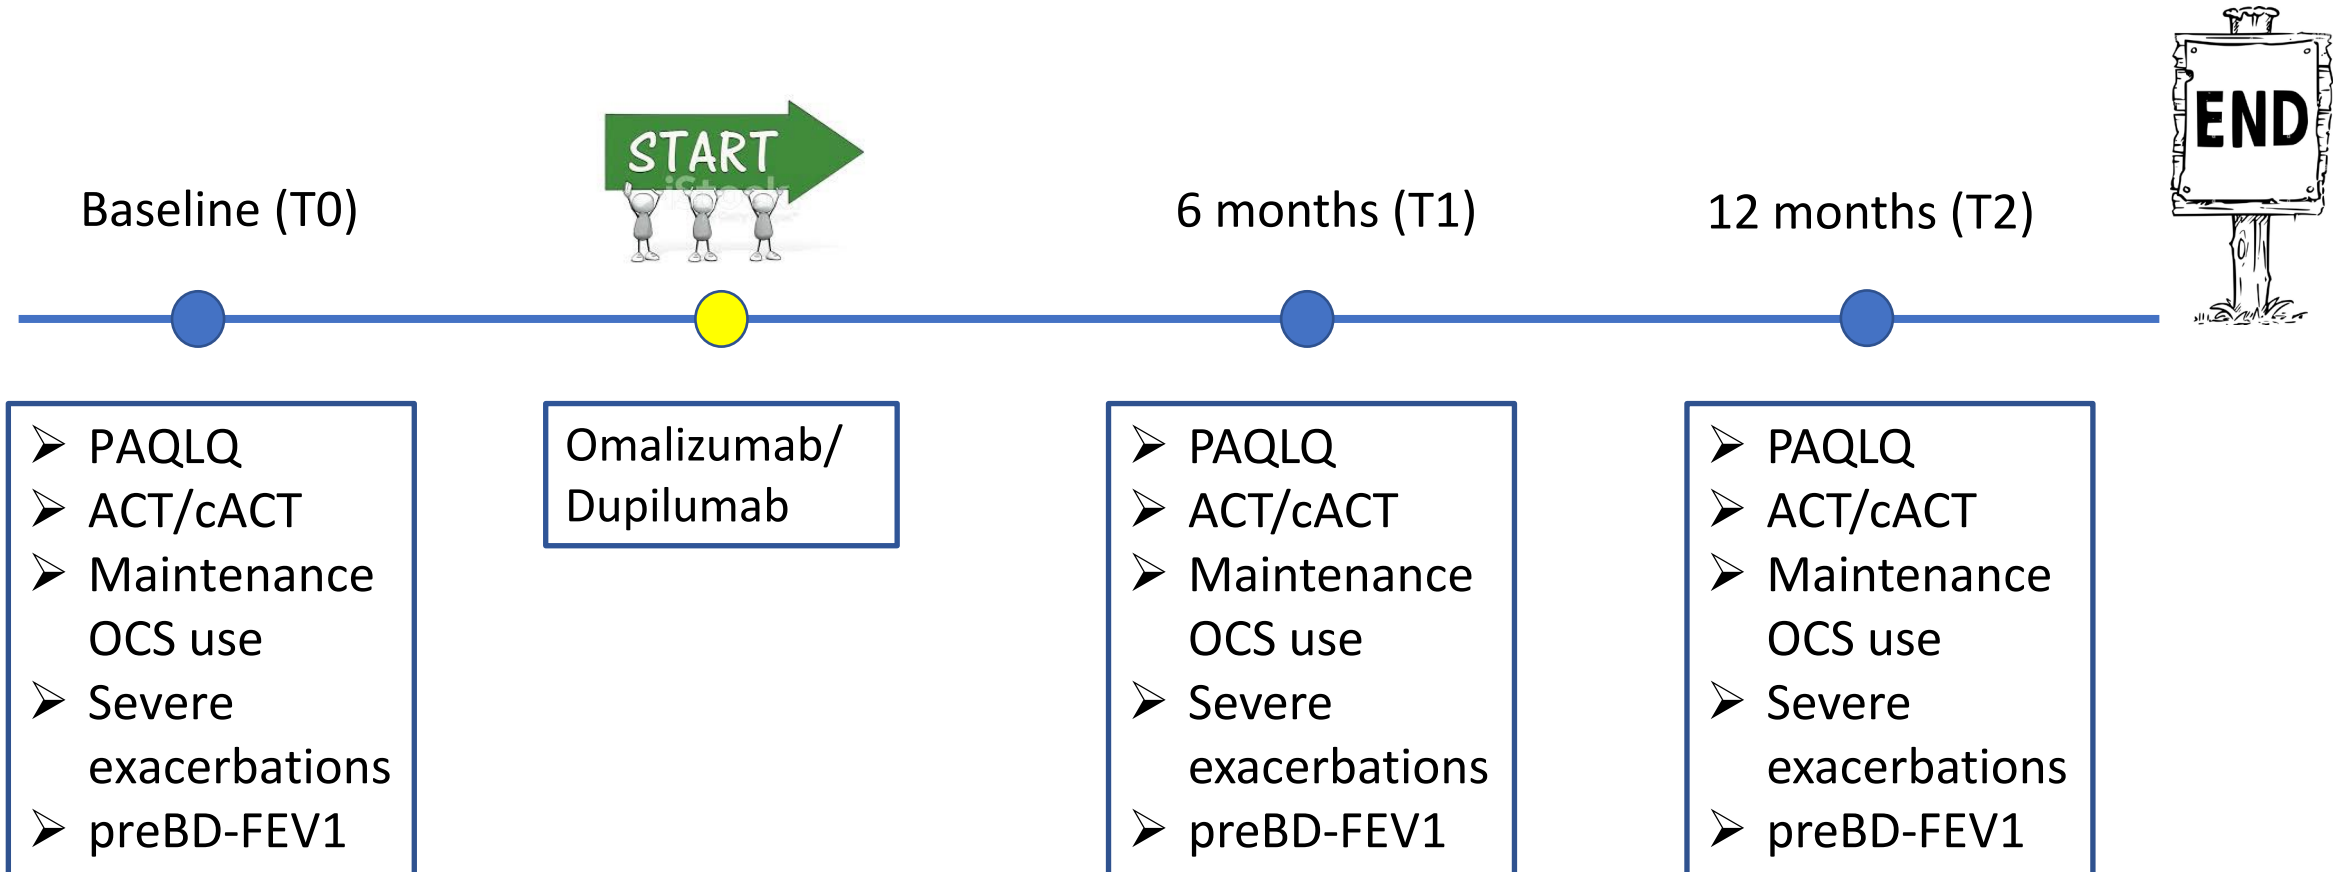 END
START
iStock
Baseline (T0)
6 months (T1)
12 months (T2)
PAQLQ
ACT/cACT
Maintenance
OCS use
Severe
exacerbations
preBD-FEV1
Omalizumab/
Dupilumab
PAQLQ
ACT/cACT
Maintenance
OCS use
Severe
exacerbations
preBD-FEV1
PAQLQ
ACT/cACT
Maintenance
OCS use
Severe
exacerbations
preBD-FEV1